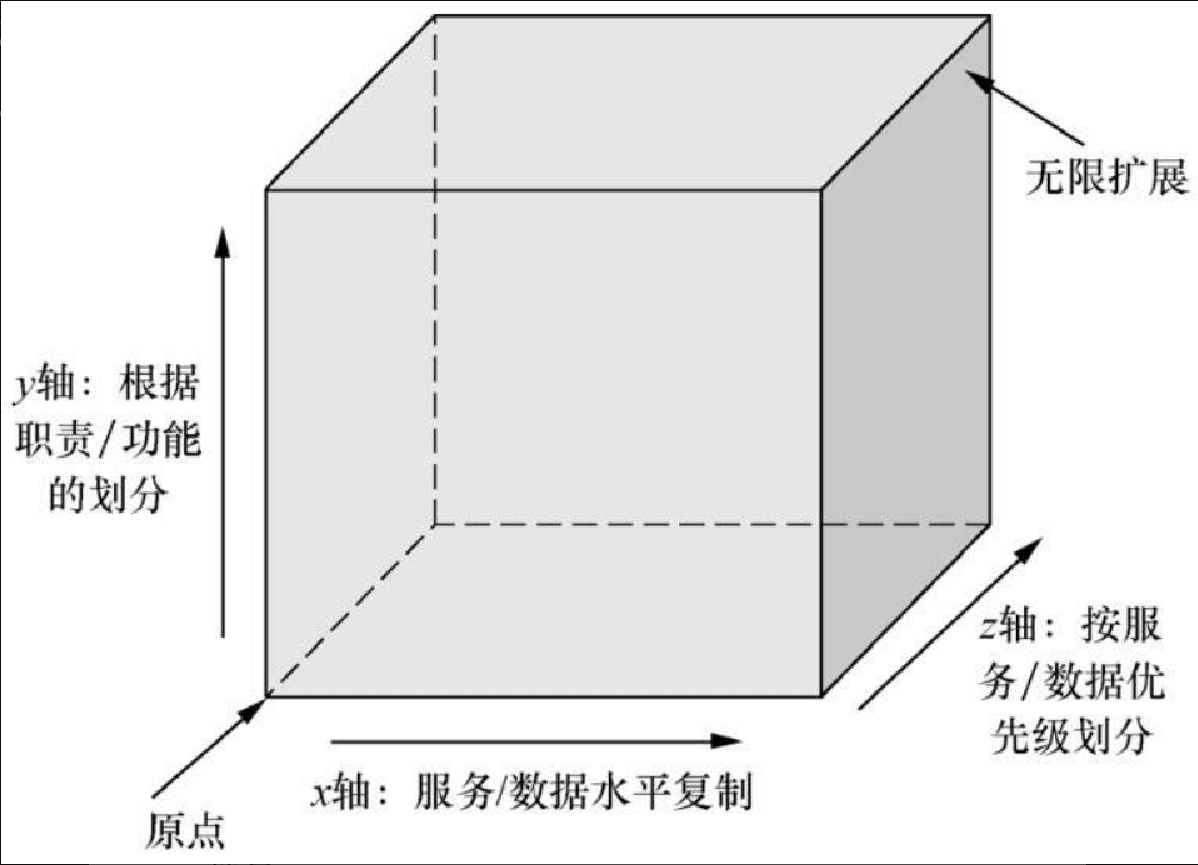 无限扩展
y轴：根据
职责/功能
的划分
z轴：按服
务/数据优
先级划分
x轴：服务/数据水平复制
原点